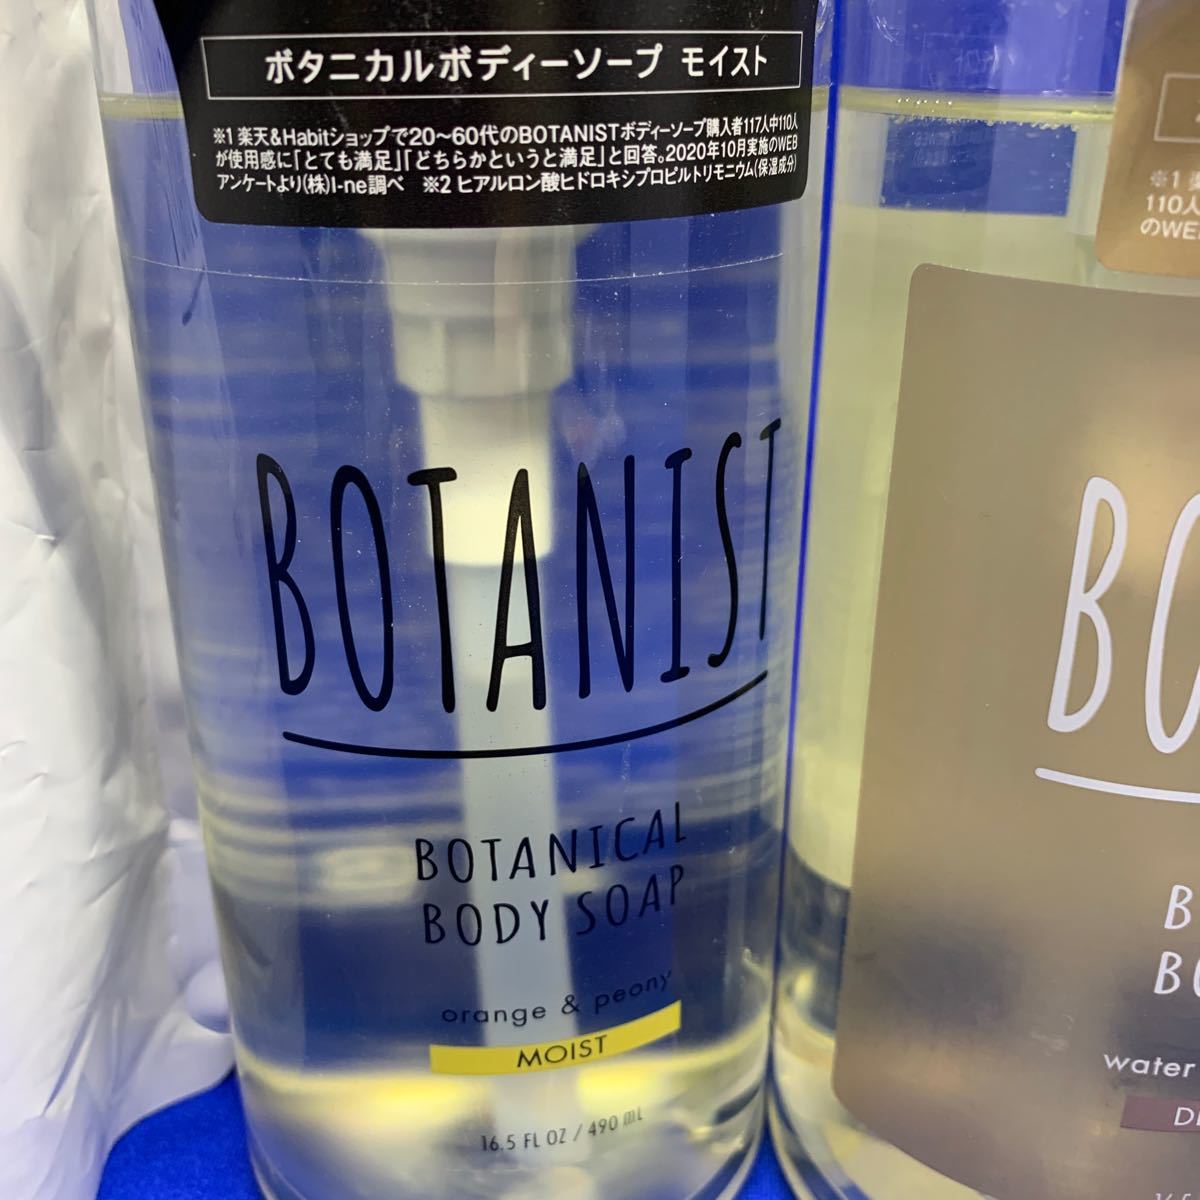 ボタニカルボディーソープ モイスト
※1 楽天&Habitショップで20〜60代のBOTANISTボディーソープ購入者117人中110人
が使用感に「とても満足」「どちらかというと満足」と回答。2020年10月実施のWEB
アンケートより(株)I-ne調べ ※2 ヒアルロン酸ヒドロキシプロピルトリモニウム(保湿成分)
BOTANIST
BOTANICAL
BODY SOAP
orange & peony
MOIST
16.5 FL OZ / 490 mL
※1 楽
110人
のWE
BO
B
BO
water
D